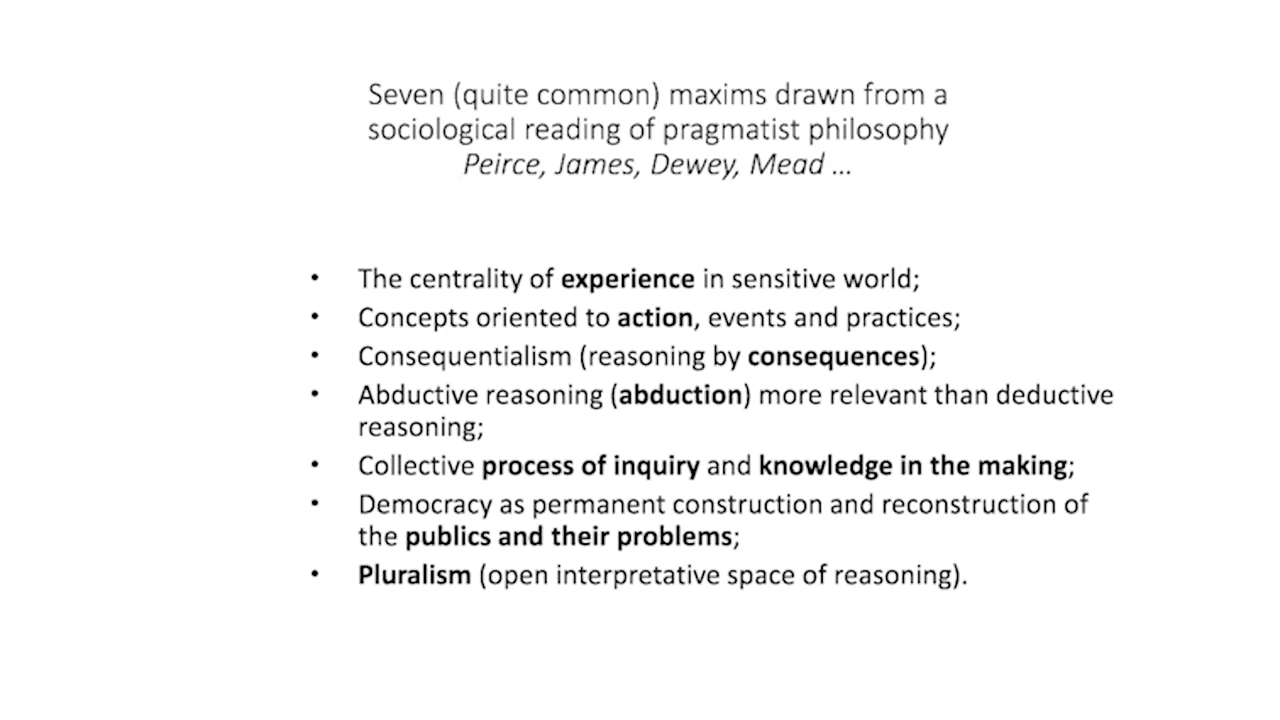 Seven (quite common) maxims drawn from a
sociological reading of pragmatist philosophy
Peirce, James, Dewey, Mead ...
• The centrality of experience in sensitive world;
• Concepts oriented to action, events and practices;
• Consequentialism (reasoning by consequences);
• Abductive reasoning (abduction) more relevant than deductive
reasoning;
• Collective process of inquiry and knowledge in the making;
• Democracy as permanent construction and reconstruction of
the publics and their problems;
• Pluralism (open interpretative space of reasoning).